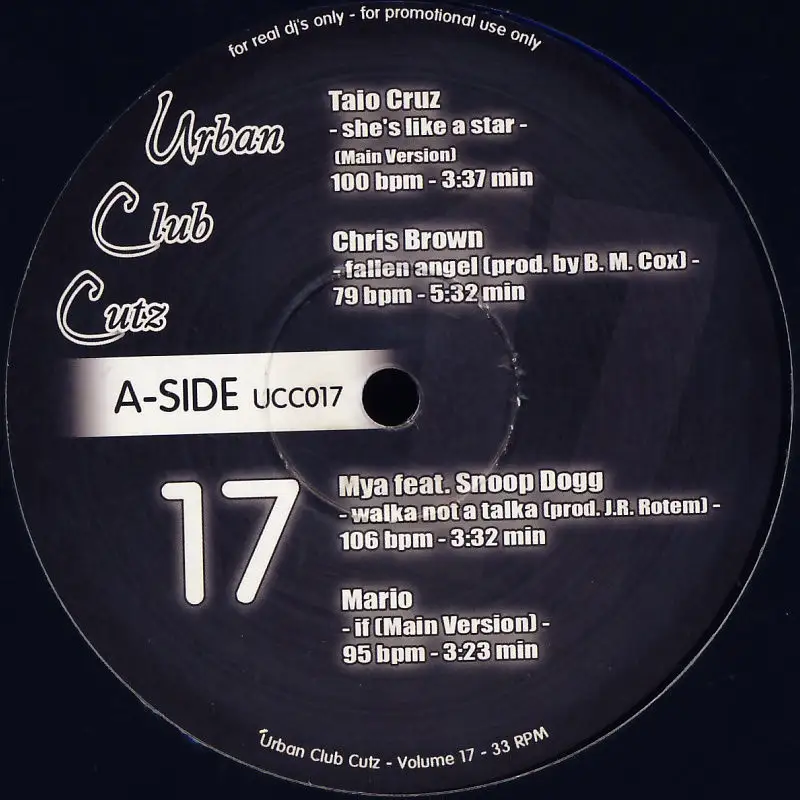 for real dj's only - for promotional use only
Urban
Club
Cutz
Taio Cruz
- she's like a star -
(Main Version)
100 bpm - 3:37 min
Chris Brown
- fallen angel (prod. by B. M. Cox) -
79 bpm - 5:32 min
A-SIDE UCC017
17
Mya feat. Snoop Dogg
- walka not a talka (prod. J.R. Rotem) -
106 bpm - 3:32 min
Mario
- if (Main Version) -
95 bpm - 3:23 min
Urban Club Cutz - Volume 17 - 33 RPM